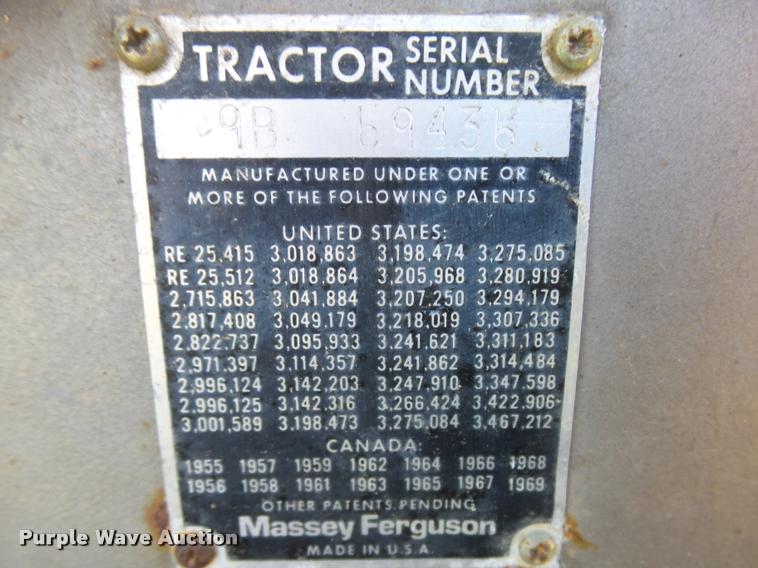 TRACTOR SERIAL NUMBER
9B 69436
MANUFACTURED UNDER ONE OR
MORE OF THE FOLLOWING PATENTS
UNITED STATES:
RE 25,415 3,018,863 3,198,474 3,275,085
RE 25,512 3,018,864 3,205,968 3,280,919
2,715,863 3,041,884 3,207,250 3,294,179
2,817,408 3,049,179 3,218,019 3,307,336
2,822,737 3,095,933 3,241,621 3,311,183
2,971,397 3,114,357 3,241,862 3,314,484
2,996,124 3,142,203 3,247,910 3,347,598
2,996,125 3,142,316 3,266,424 3,422,906
3,001,589 3,198,473 3,275,084 3,467,212
CANADA:
1955 1957 1959 1962 1964 1966 1968
1956 1958 1961 1963 1965 1967 1969
OTHER PATENTS PENDING
Massey Ferguson
MADE IN U.S.A.
Purple Wave Auction